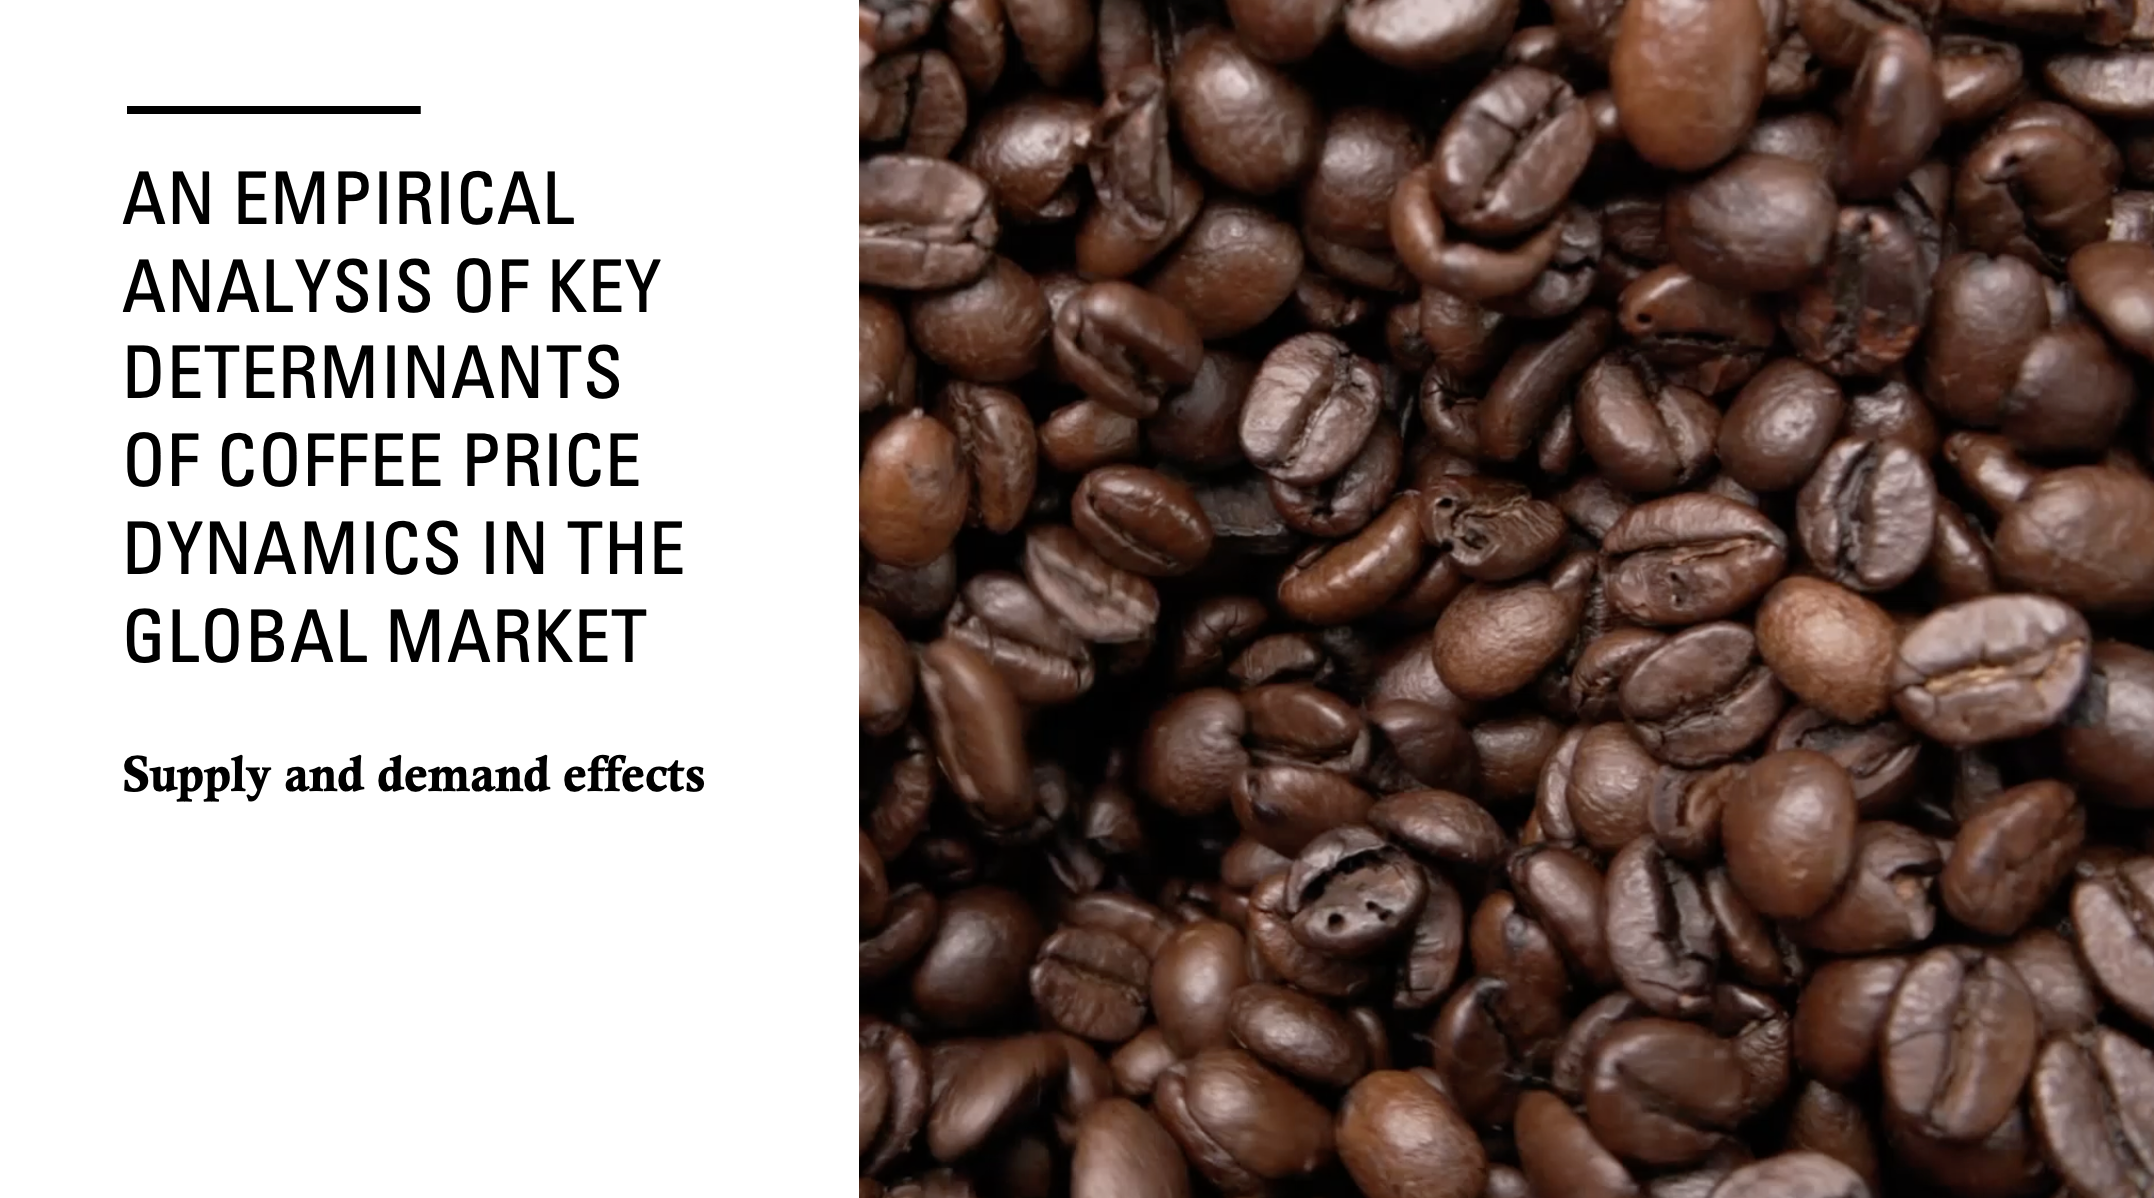 AN EMPIRICAL
ANALYSIS OF KEY
DETERMINANTS
OF COFFEE PRICE
DYNAMICS IN THE
GLOBAL MARKET
Supply and demand effects